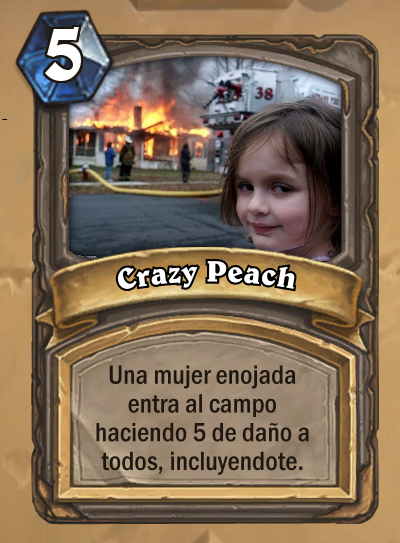 5
38
Crazy Peach
Una mujer enojada
entra al campo
haciendo 5 de daño a
todos, incluyendote.